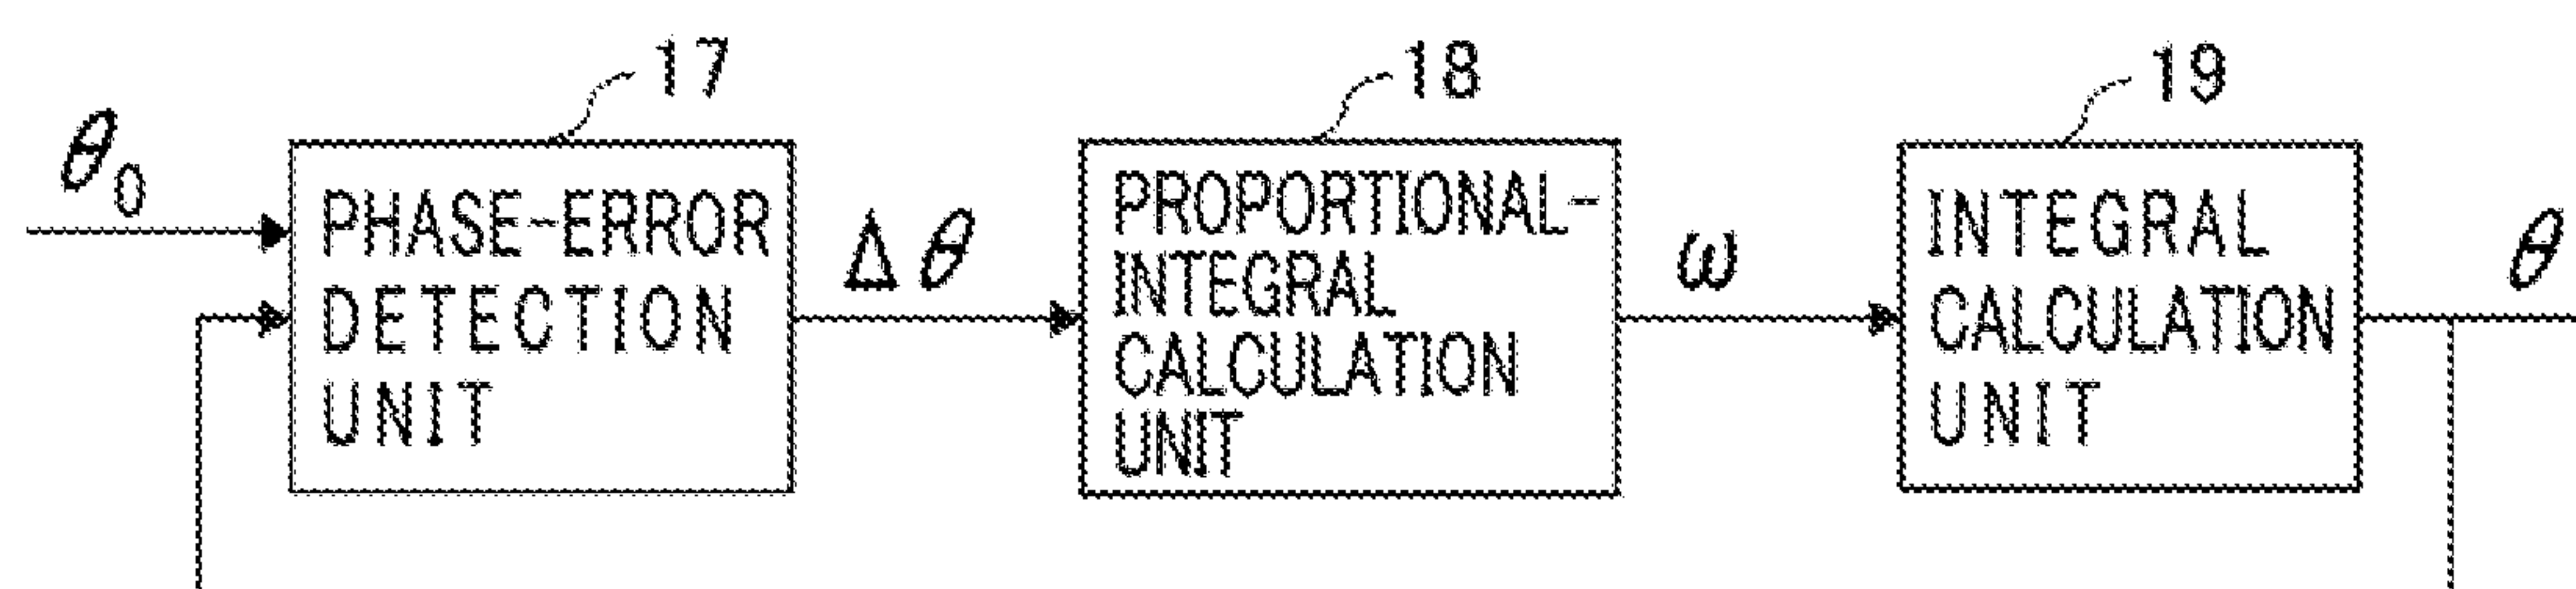 17
18
19
θ0
PHASE-ERROR
DETECTION
UNIT
Δθ
PROPORTIONAL-
INTEGRAL
CALCULATION
UNIT
ω
INTEGRAL
CALCULATION
UNIT
θ